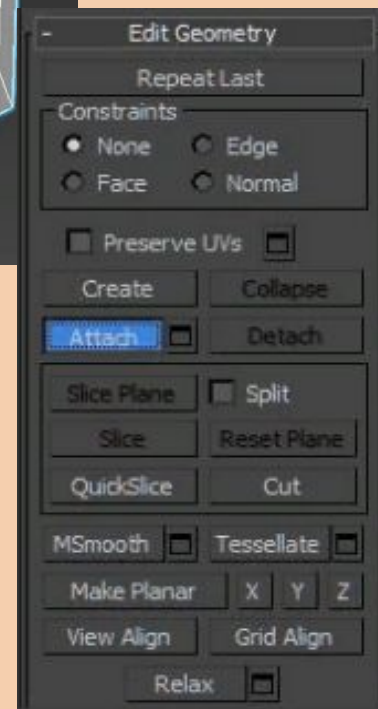 - Edit Geometry
Repeat Last
Constraints
None Edge
Face Normal
Preserve UVs
Create Collapse
Attach Detach
Slice Plane Split
Slice Reset Plane
QuickSlice Cut
MSmooth Tessellate
Make Planar X Y Z
View Align Grid Align
Relax